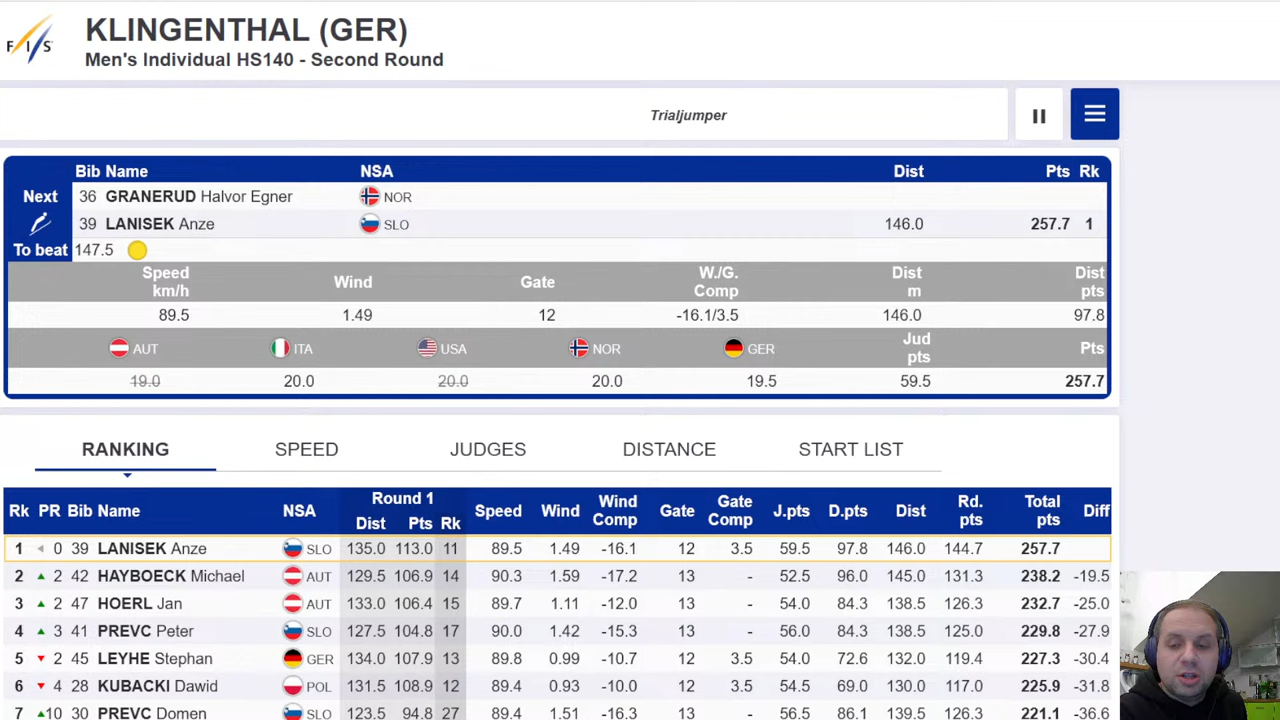 FIS
KLINGENTHAL (GER)
Men's Individual HS140 - Second Round
Trialjumper
Bib Name NSA Dist Pts Rk
Next 36 GRANERUD Halvor Egner NOR
39 LANISEK Anze SLO 146.0 257.7 1
To beat 147.5
Speed km/h Wind Gate W./G. Comp Dist m Dist pts
89.5 1.49 12 -16.1/3.5 146.0 97.8
AUT ITA USA NOR GER Jud pts Pts
19.0 20.0 20.0 20.0 19.5 59.5 257.7
RANKING SPEED JUDGES DISTANCE START LIST
Round 1
Rk PR Bib Name NSA Dist Pts Rk Speed Wind Wind Comp Gate Gate Comp J.pts D.pts Dist Rd. pts Total pts Diff
1 0 39 LANISEK Anze SLO 135.0 113.0 11 89.5 1.49 -16.1 12 3.5 59.5 97.8 146.0 144.7 257.7
2 2 42 HAYBOECK Michael AUT 129.5 106.9 14 90.3 1.59 -17.2 13 - 52.5 96.0 145.0 131.3 238.2 -19.5
3 2 47 HOERL Jan AUT 133.0 106.4 15 89.7 1.11 -12.0 13 - 54.0 84.3 138.5 126.3 232.7 -25.0
4 3 41 PREVC Peter SLO 127.5 104.8 17 90.0 1.42 -15.3 13 - 56.0 84.3 138.5 125.0 229.8 -27.9
5 2 45 LEYHE Stephan GER 134.0 107.9 13 89.8 0.99 -10.7 12 3.5 54.0 72.6 132.0 119.4 227.3 -30.4
6 4 28 KUBACKI Dawid POL 131.5 108.9 12 89.4 0.93 -10.0 12 3.5 54.5 69.0 130.0 117.0 225.9 -31.8
7 10 30 PREVC Domen SLO 123.5 94.8 27 89.4 1.51 -16.3 13 - 56.5 86.1 139.5 126.3 221.1 -36.6